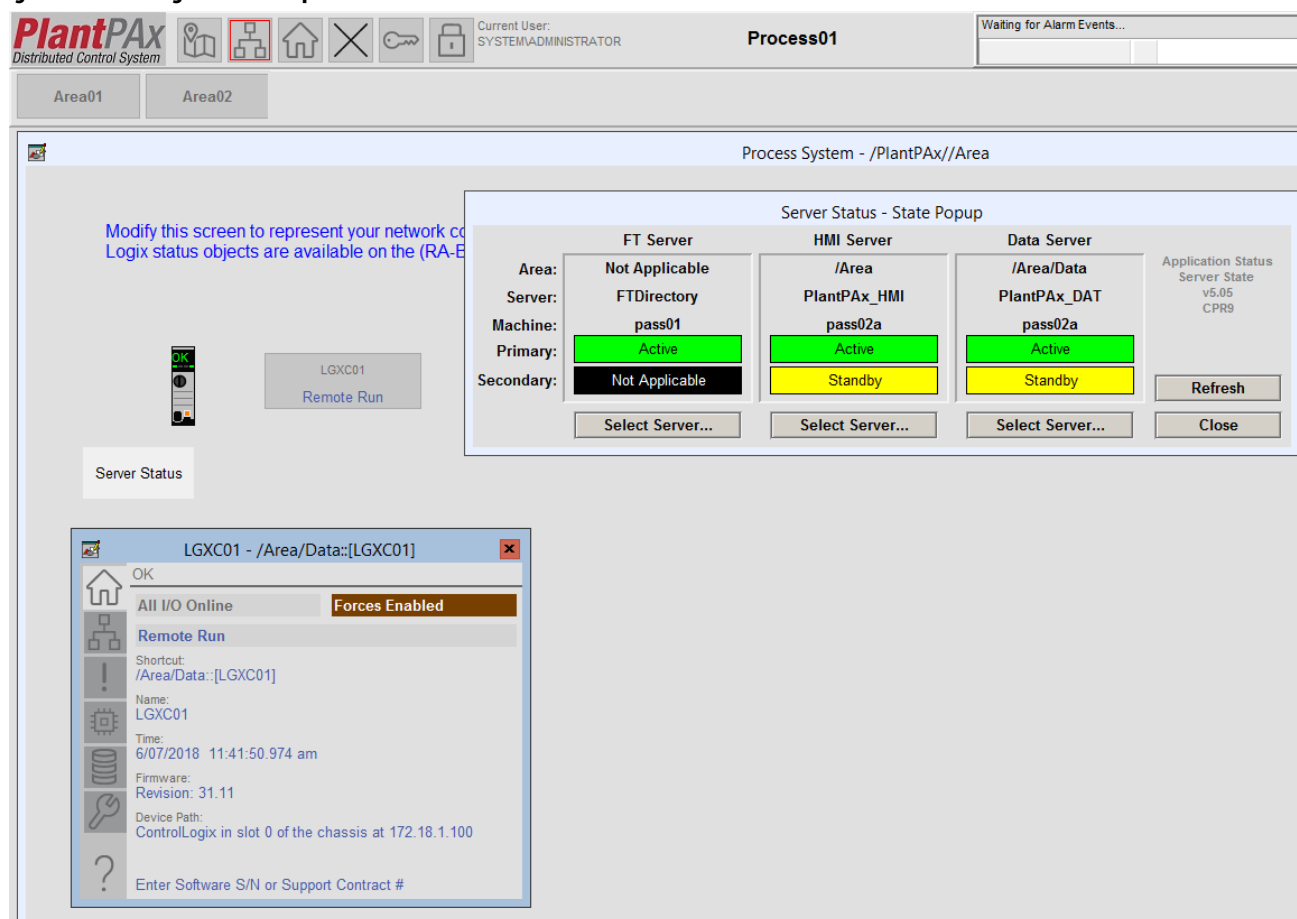 PlantPAx
Distributed Control System
Current User:
SYSTEM\ADMINISTRATOR
Process01
Waiting for Alarm Events...
Area01
Area02
Process System - /PlantPAx//Area
Modify this screen to represent your network co
Logix status objects are available on the (RA-B
OK
LGXC01
Remote Run
Server Status
Server Status - State Popup
FT Server HMI Server Data Server
Area: Not Applicable /Area /Area/Data
Server: FTDirectory PlantPAx_HMI PlantPAx_DAT
Machine: pass01 pass02a pass02a
Primary: Active Active Active
Secondary: Not Applicable Standby Standby
Select Server... Select Server... Select Server...
Application Status
Server State
v5.05
CPR9
Refresh
Close
LGXC01 - /Area/Data::[LGXC01]
OK
All I/O Online
Forces Enabled
Remote Run
Shortcut:
/Area/Data::[LGXC01]
Name:
LGXC01
Time:
6/07/2018 11:41:50.974 am
Firmware:
Revision: 31.11
Device Path:
ControlLogix in slot 0 of the chassis at 172.18.1.100
Enter Software S/N or Support Contract #